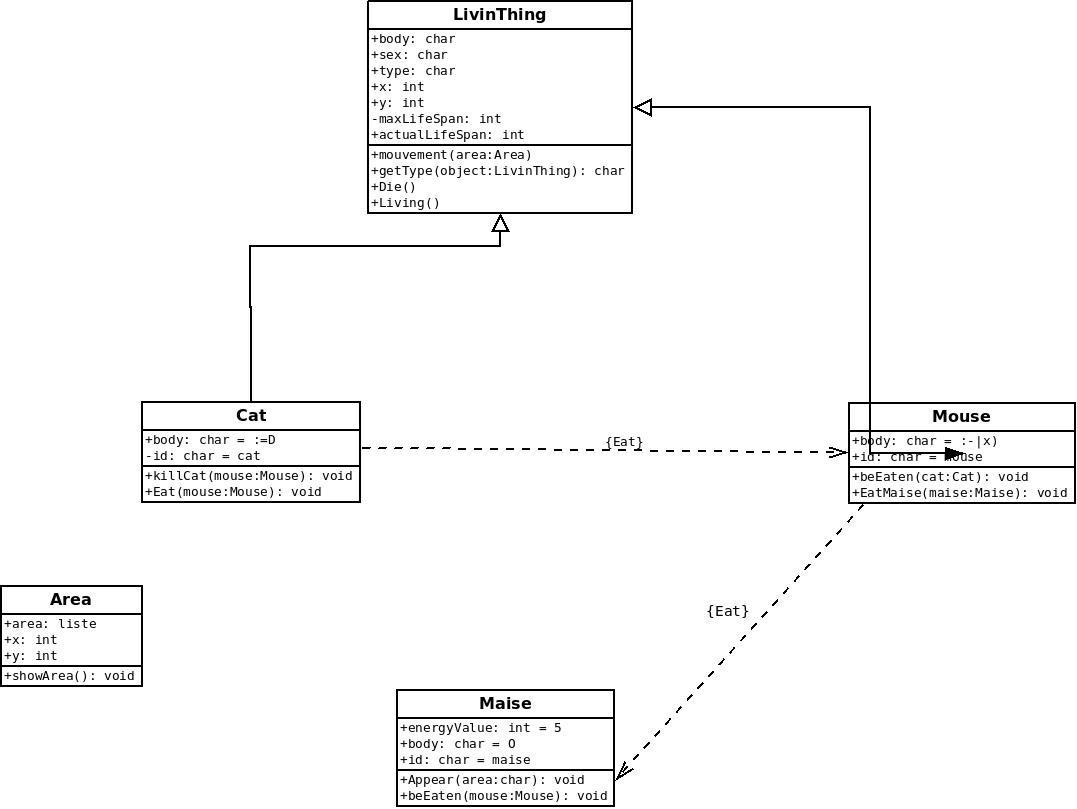 LivinThing
+body: char
+sex: char
+type: char
+x: int
+y: int
-maxLifeSpan: int
+actualLifeSpan: int
+mouvement(area:Area)
+getType(object:LivinThing): char
+Die()
+Living()
Cat
+body: char = :=D
-id: char = cat
+killCat(mouse:Mouse): void
+Eat(mouse:Mouse): void
{Eat}
Mouse
+body: char = :-|x)
+id: char = mouse
+beEaten(cat:Cat): void
+EatMaise(maise:Maise): void
{Eat}
Area
+area: liste
+x: int
+y: int
+showArea(): void
Maise
+energyValue: int = 5
+body: char = O
+id: char = maise
+Appear(area:char): void
+beEaten(mouse:Mouse): void